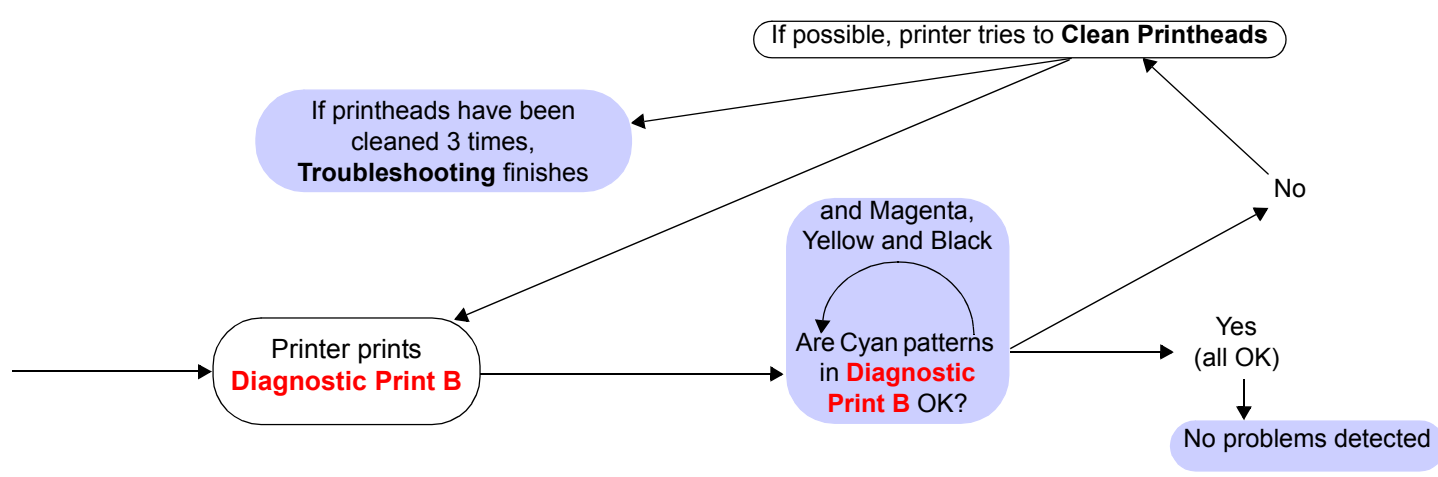 If possible, printer tries to Clean Printheads
If printheads have been
cleaned 3 times,
Troubleshooting finishes
No
and Magenta,
Yellow and Black
Are Cyan patterns
in Diagnostic
Print B OK?
Printer prints
Diagnostic Print B
Yes
(all OK)
No problems detected